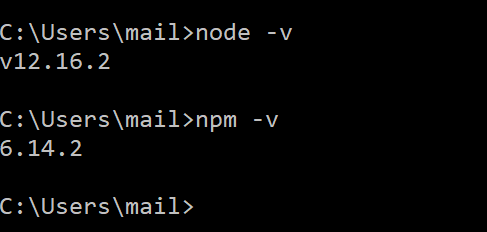 C:\Users\mail>node -v
v12.16.2
C:\Users\mail>npm -v
6.14.2
C:\Users\mail>